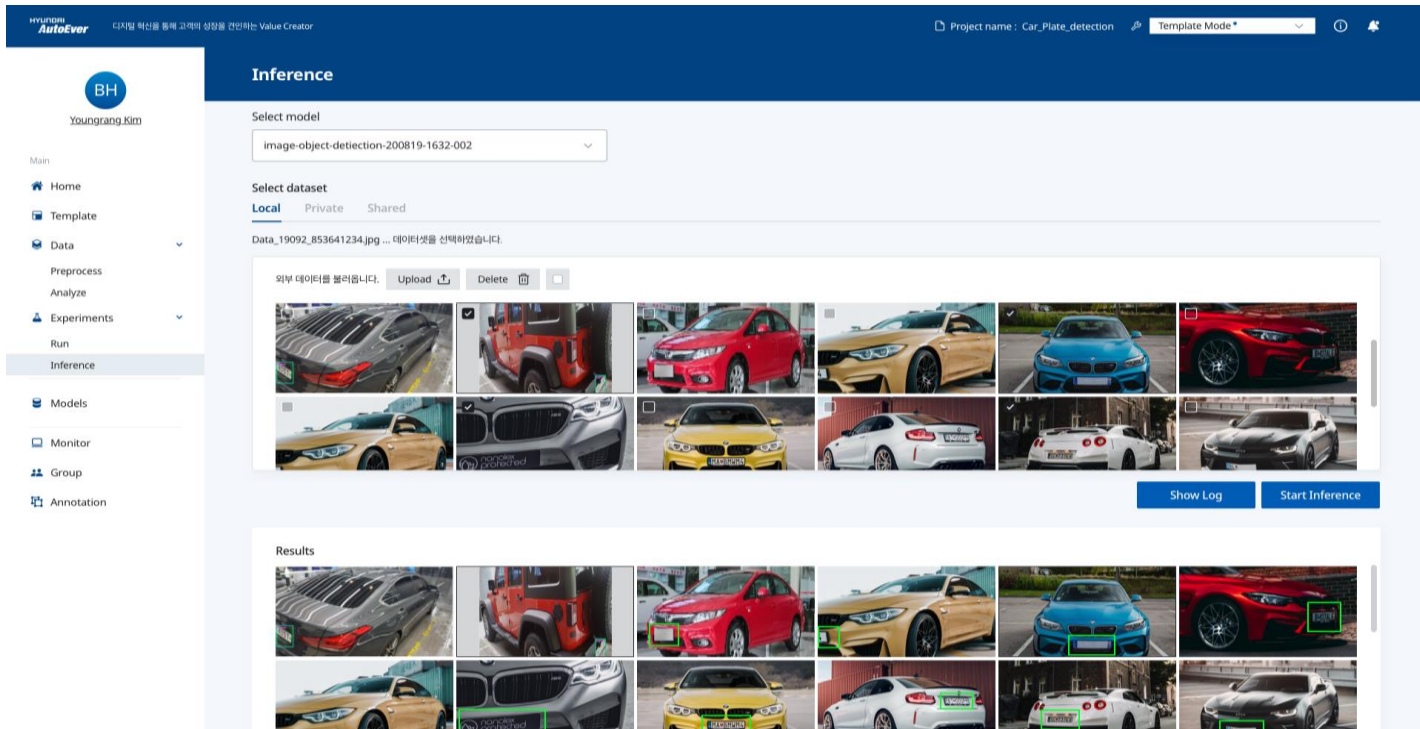 HYUNDAI
AutoEver
디지털 혁신을 통해 고객의 성장을 견인하는 Value Creator
Project name : Car_Plate_detection
Template Mode
BH
Youngrang Kim
Inference
Select model
image-object-detiection-200819-1632-002
Main
Home
Template
Data
Preprocess
Analyze
Experiments
Run
Inference
Models
Monitor
Group
Annotation
Select dataset
Local Private Shared
Data_19092_853641234.jpg ... 데이터셋을 선택하였습니다.
외부 데이터를 불러옵니다. Upload Delete
nanolex
protected
Show Log Start Inference
Results
nanolex
protected